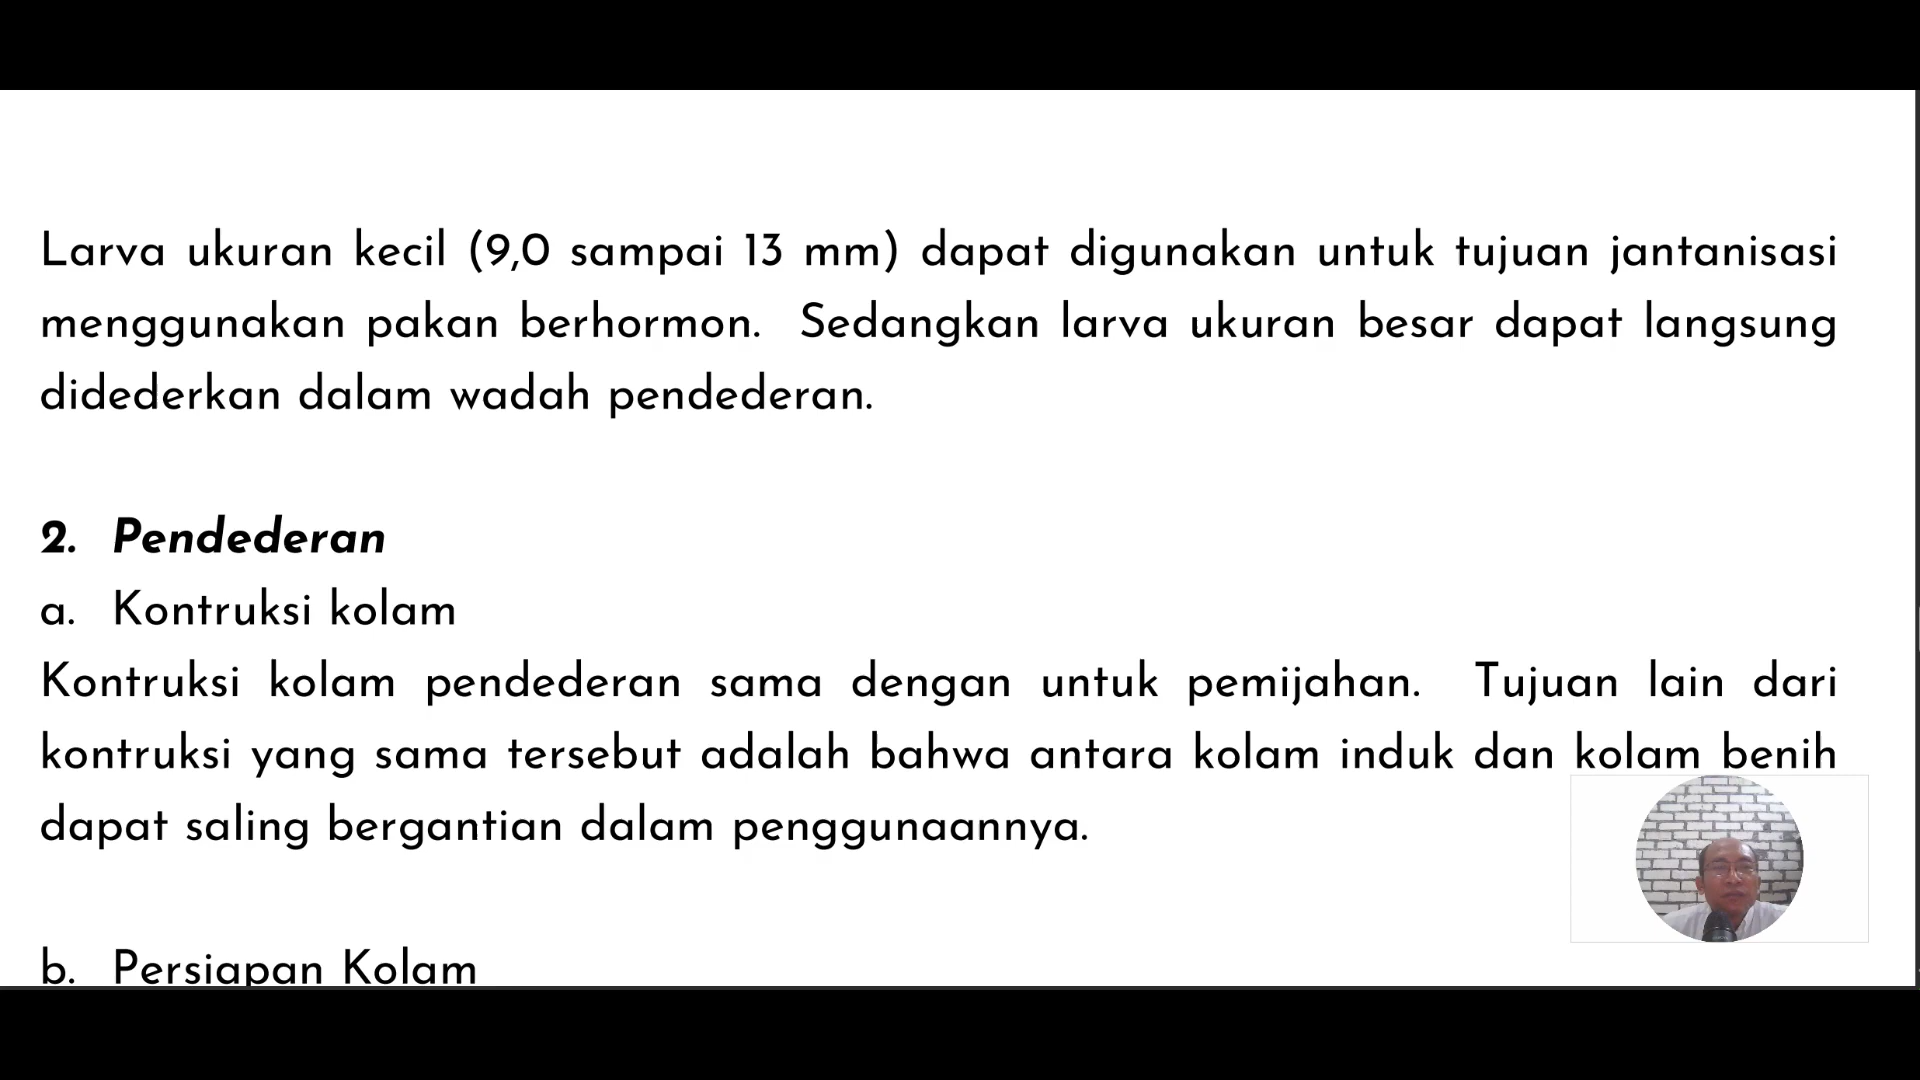 Larva ukuran kecil (9,0 sampai 13 mm) dapat digunakan untuk tujuan jantanisasi
menggunakan pakan berhormon. Sedangkan larva ukuran besar dapat langsung
didederkan dalam wadah pendederan.
2. Pendederan
a. Kontruksi kolam
Kontruksi kolam pendederan sama dengan untuk pemijahan. Tujuan lain dari
kontruksi yang sama tersebut adalah bahwa antara kolam induk dan kolam benih
dapat saling bergantian dalam penggunaannya.
b. Persiapan Kolam